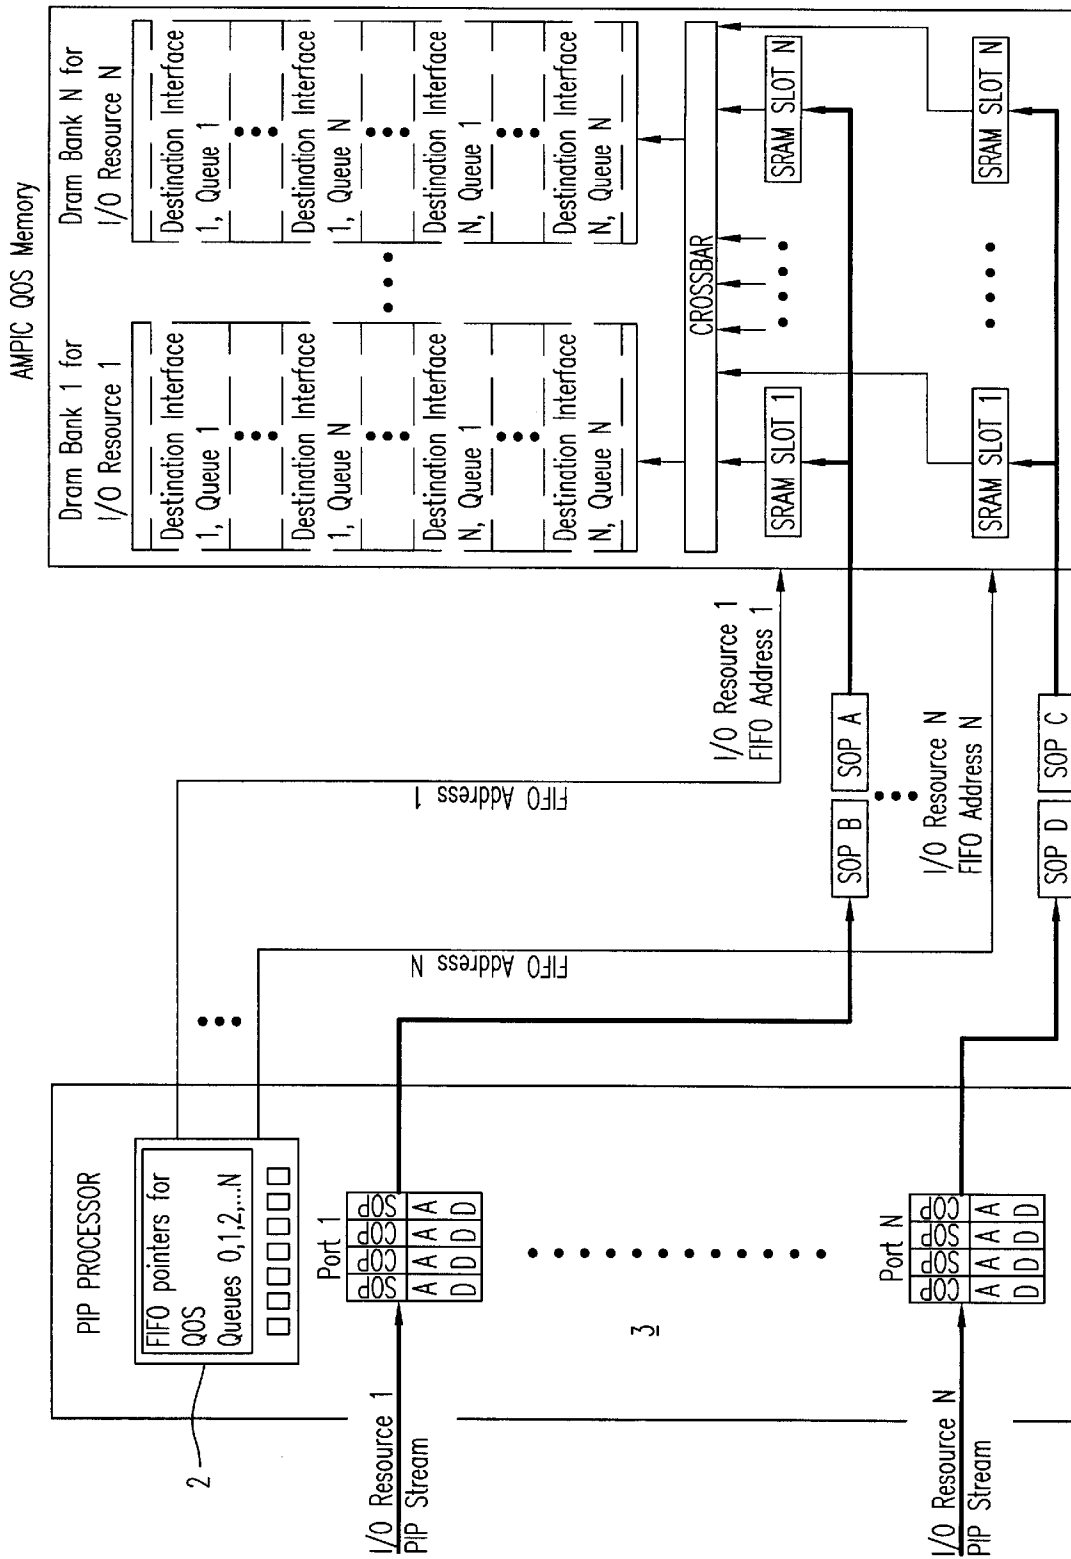 AMPIC QOS Memory
Dram Bank 1 for
I/O Resource 1
Destination Interface
1, Queue 1
Destination Interface
1, Queue N
Destination Interface
N, Queue 1
Destination Interface
N, Queue N
Dram Bank N for
I/O Resource N
Destination Interface
1, Queue 1
Destination Interface
1, Queue N
Destination Interface
N, Queue 1
Destination Interface
N, Queue N
CROSSBAR
SRAM SLOT 1
SRAM SLOT N
SRAM SLOT 1
SRAM SLOT N
PIP PROCESSOR
FIFO pointers for
QOS
Queues 0,1,2,...N
2
FIFO Address 1
FIFO Address N
I/O Resource 1
FIFO Address 1
I/O Resource 1
PIP Stream
Port 1
SOP COP COP SOP
A A A A
D D D D
SOP B
SOP A
3
I/O Resource N
FIFO Address N
I/O Resource N
PIP Stream
Port N
COP SOP SOP COP
A A A A
D D D D
SOP D
SOP C